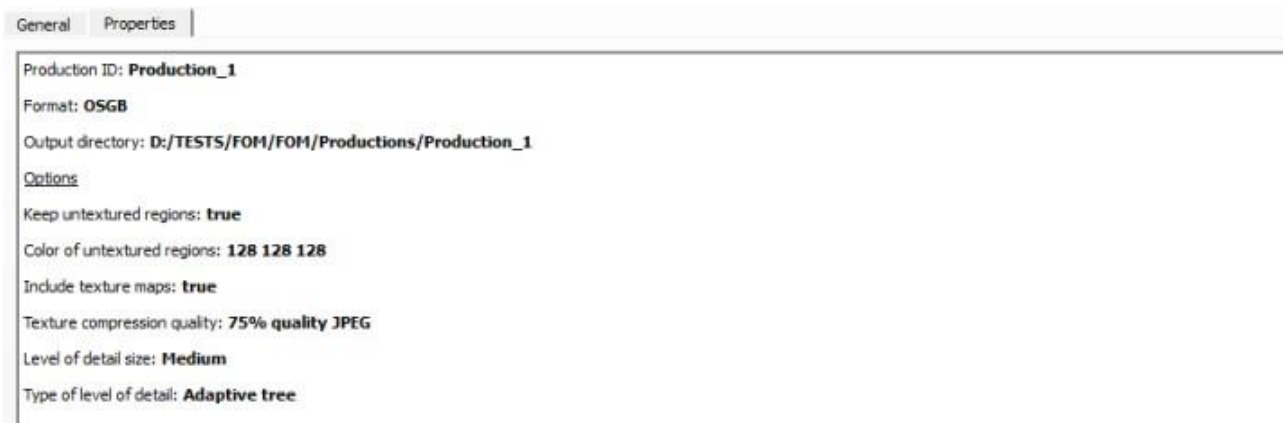 General Properties
Production ID: Production_1
Format: OSGB
Output directory: D:/TESTS/FOM/FOM/Productions/Production_1
Options
Keep untextured regions: true
Color of untextured regions: 128 128 128
Include texture maps: true
Texture compression quality: 75% quality JPEG
Level of detail size: Medium
Type of level of detail: Adaptive tree